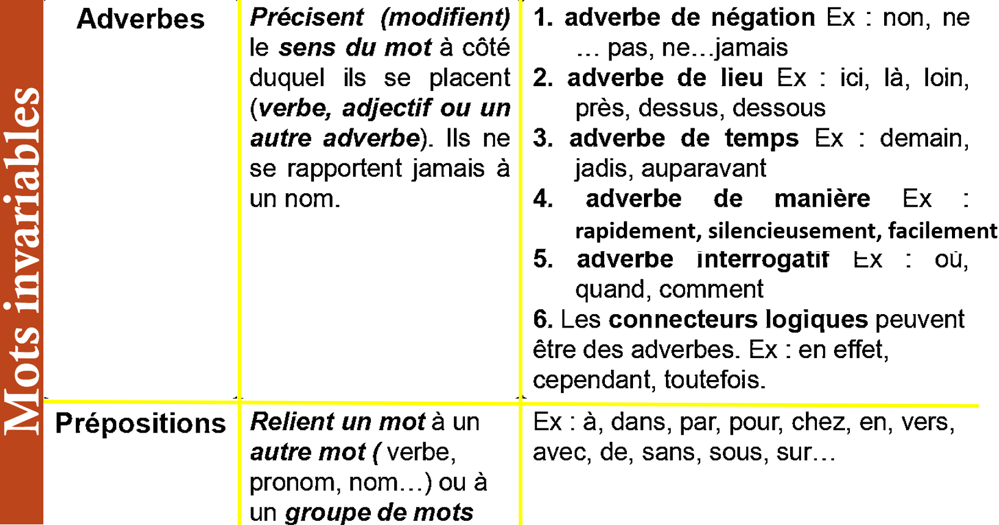 Mots invariables
Adverbes
Précisent (modifient)
le sens du mot à côté
duquel ils se placent
(verbe, adjectif ou un
autre adverbe). Ils ne
se rapportent jamais à
un nom.
1. adverbe de négation Ex : non, ne
… pas, ne…jamais
2. adverbe de lieu Ex : ici, là, loin,
près, dessus, dessous
3. adverbe de temps Ex : demain,
jadis, auparavant
4. adverbe de manière Ex :
rapidement, silencieusement, facilement
5. adverbe interrogatif Ex : où,
quand, comment
6. Les connecteurs logiques peuvent
être des adverbes. Ex : en effet,
cependant, toutefois.
Prépositions
Relient un mot à un
autre mot ( verbe,
pronom, nom…) ou à
un groupe de mots
Ex : à, dans, par, pour, chez, en, vers,
avec, de, sans, sous, sur…